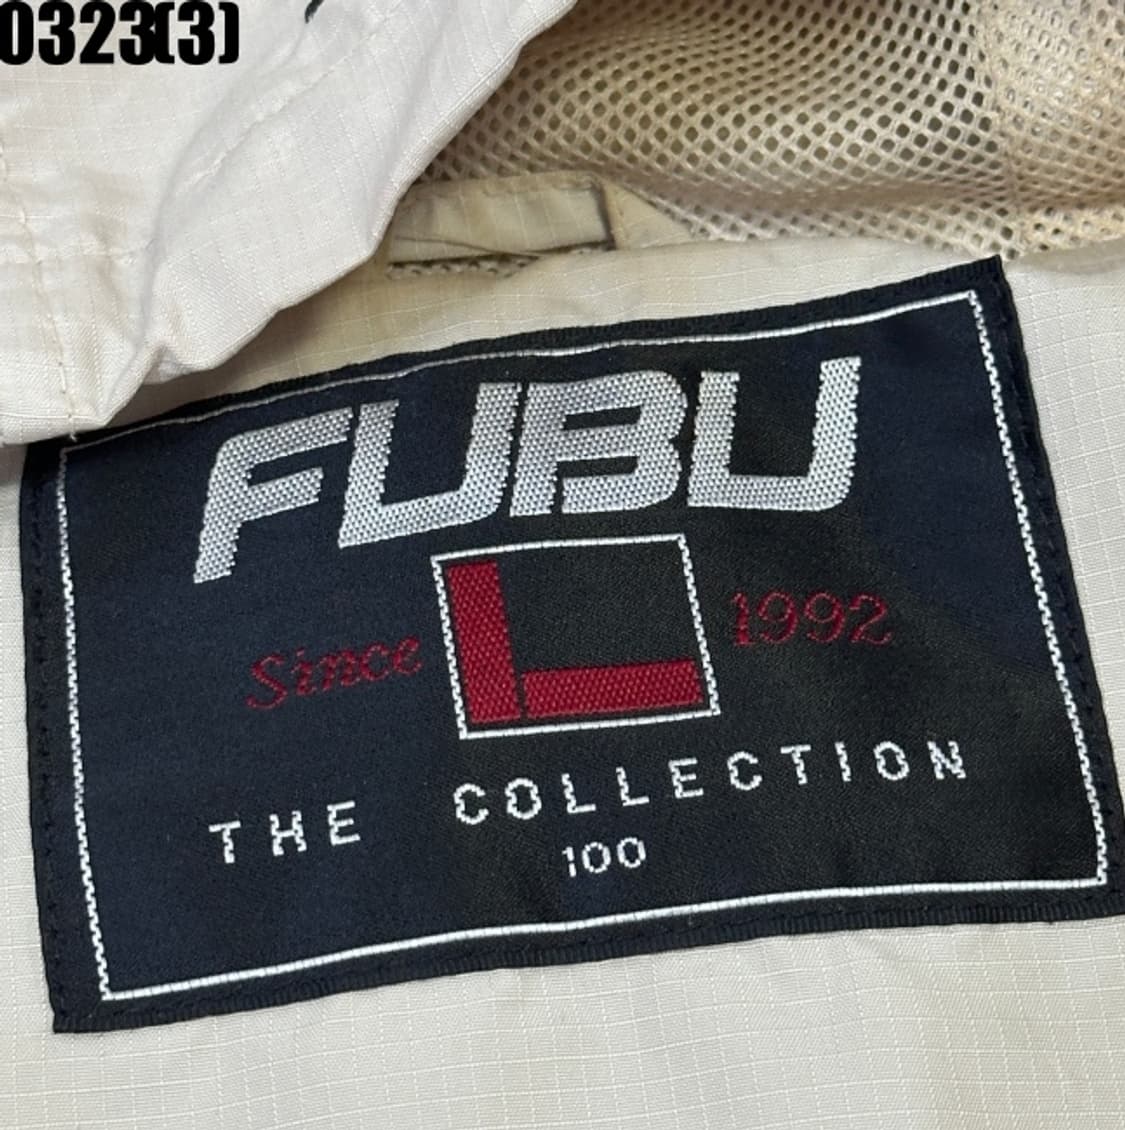 0323(3)
FUBU
Since 1992
THE COLLECTION
100